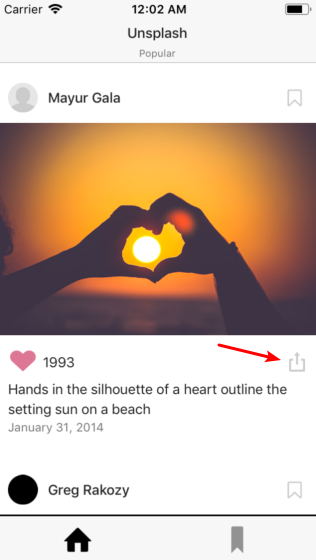 Carrier 12:02 AM
Unsplash
Popular
Mayur Gala
1993
Hands in the silhouette of a heart outline the
setting sun on a beach
January 31, 2014
Greg Rakozy